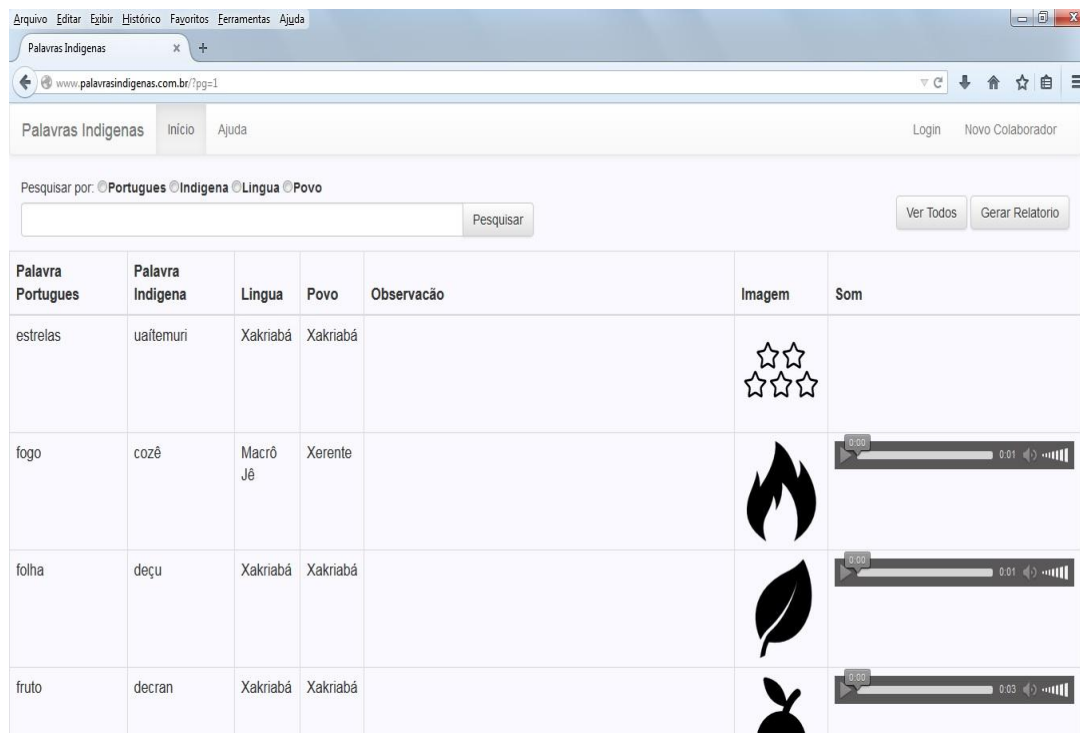 Arquivo Editar Exibir Histórico Favoritos Ferramentas Ajuda
Palavras Indigenas
www.palavrasindigenas.com.br/?pg=1
Palavras Indigenas Início Ajuda Login Novo Colaborador
Pesquisar por: Portugues Indigena Lingua Povo
Pesquisar Ver Todos Gerar Relatorio
Palavra Portugues Palavra Indigena Lingua Povo Observacão Imagem Som
estrelas uaítemuri Xakriabá Xakriabá
fogo cozê Macrô Jê Xerente 0:00 0:01
folha deçu Xakriabá Xakriabá 0:00 0:01
fruto decran Xakriabá Xakriabá 0:00 0:03